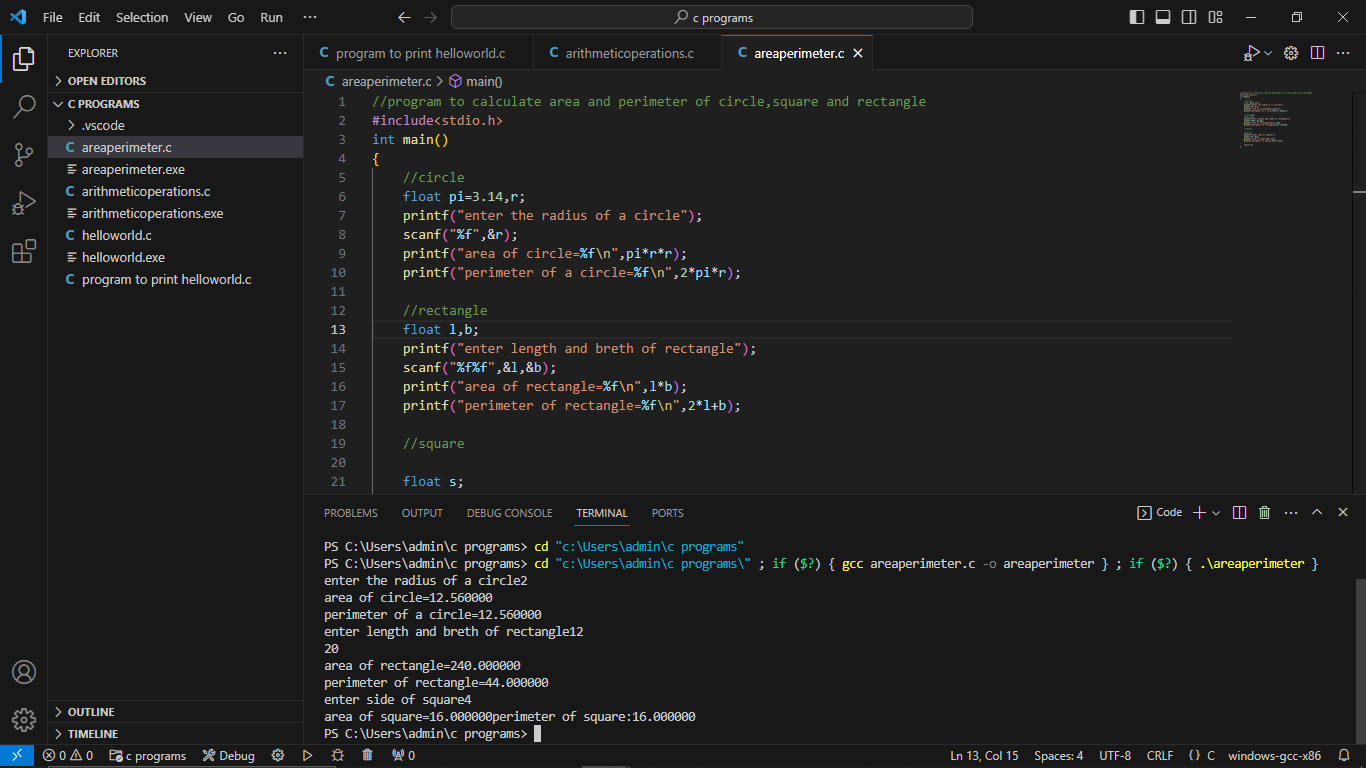 File Edit Selection View Go Run ··· c programs
EXPLORER ···
OPEN EDITORS
C PROGRAMS
.vscode
C areaperimeter.c
areaperimeter.exe
C arithmeticoperations.c
arithmeticoperations.exe
C helloworld.c
helloworld.exe
C program to print helloworld.c
OUTLINE
TIMELINE
C program to print helloworld.c C arithmeticoperations.c C areaperimeter.c
C areaperimeter.c > main()
1 //program to calculate area and perimeter of circle,square and rectangle
2 #include<stdio.h>
3 int main()
4 {
5 //circle
6 float pi=3.14,r;
7 printf("enter the radius of a circle");
8 scanf("%f",&r);
9 printf("area of circle=%f\n",pi*r*r);
10 printf("perimeter of a circle=%f\n",2*pi*r);
11
12 //rectangle
13 float l,b;
14 printf("enter length and breth of rectangle");
15 scanf("%f%f",&l,&b);
16 printf("area of rectangle=%f\n",l*b);
17 printf("perimeter of rectangle=%f\n",2*l+b);
18
19 //square
20
21 float s;
PROBLEMS OUTPUT DEBUG CONSOLE TERMINAL PORTS Code
PS C:\Users\admin\c programs> cd "c:\Users\admin\c programs"
PS C:\Users\admin\c programs> cd "c:\Users\admin\c programs\" ; if ($?) { gcc areaperimeter.c -o areaperimeter } ; if ($?) { .\areaperimeter }
enter the radius of a circle2
area of circle=12.560000
perimeter of a circle=12.560000
enter length and breth of rectangle12
20
area of rectangle=240.000000
perimeter of rectangle=44.000000
enter side of square4
area of square=16.000000perimeter of square:16.000000
PS C:\Users\admin\c programs>
0 0 c programs Debug 0 Ln 13, Col 15 Spaces: 4 UTF-8 CRLF {} C windows-gcc-x86